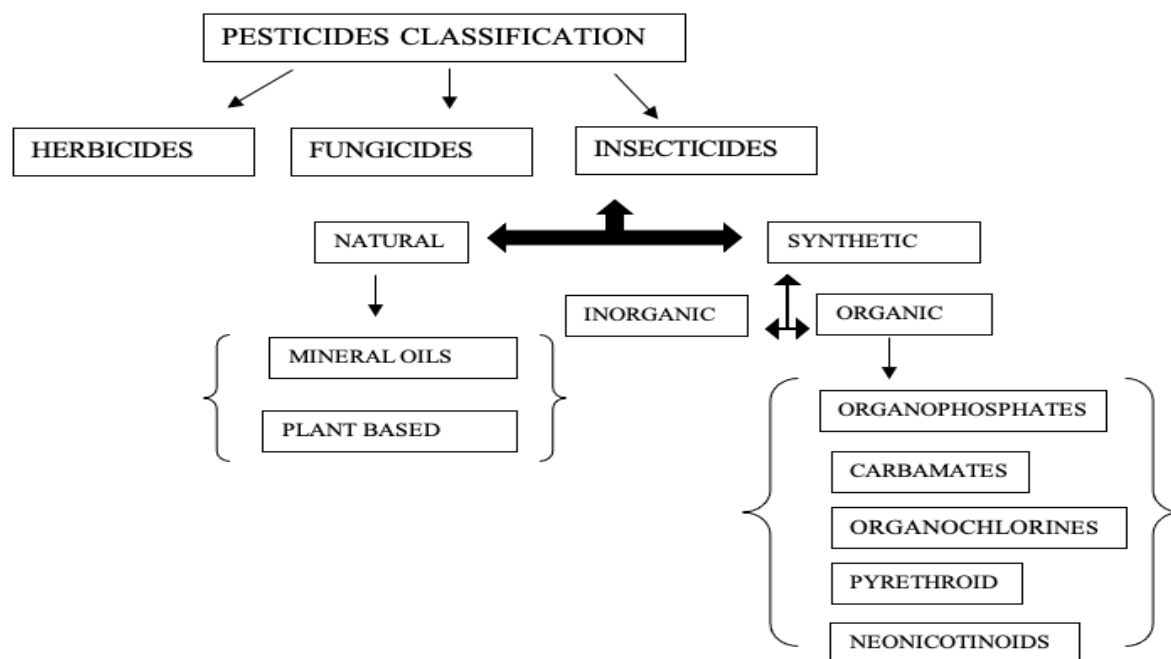 PESTICIDES CLASSIFICATION
HERBICIDES
FUNGICIDES
INSECTICIDES
NATURAL
SYNTHETIC
INORGANIC
ORGANIC
MINERAL OILS
PLANT BASED
ORGANOPHOSPHATES
CARBAMATES
ORGANOCHLORINES
PYRETHROID
NEONICOTINOIDS